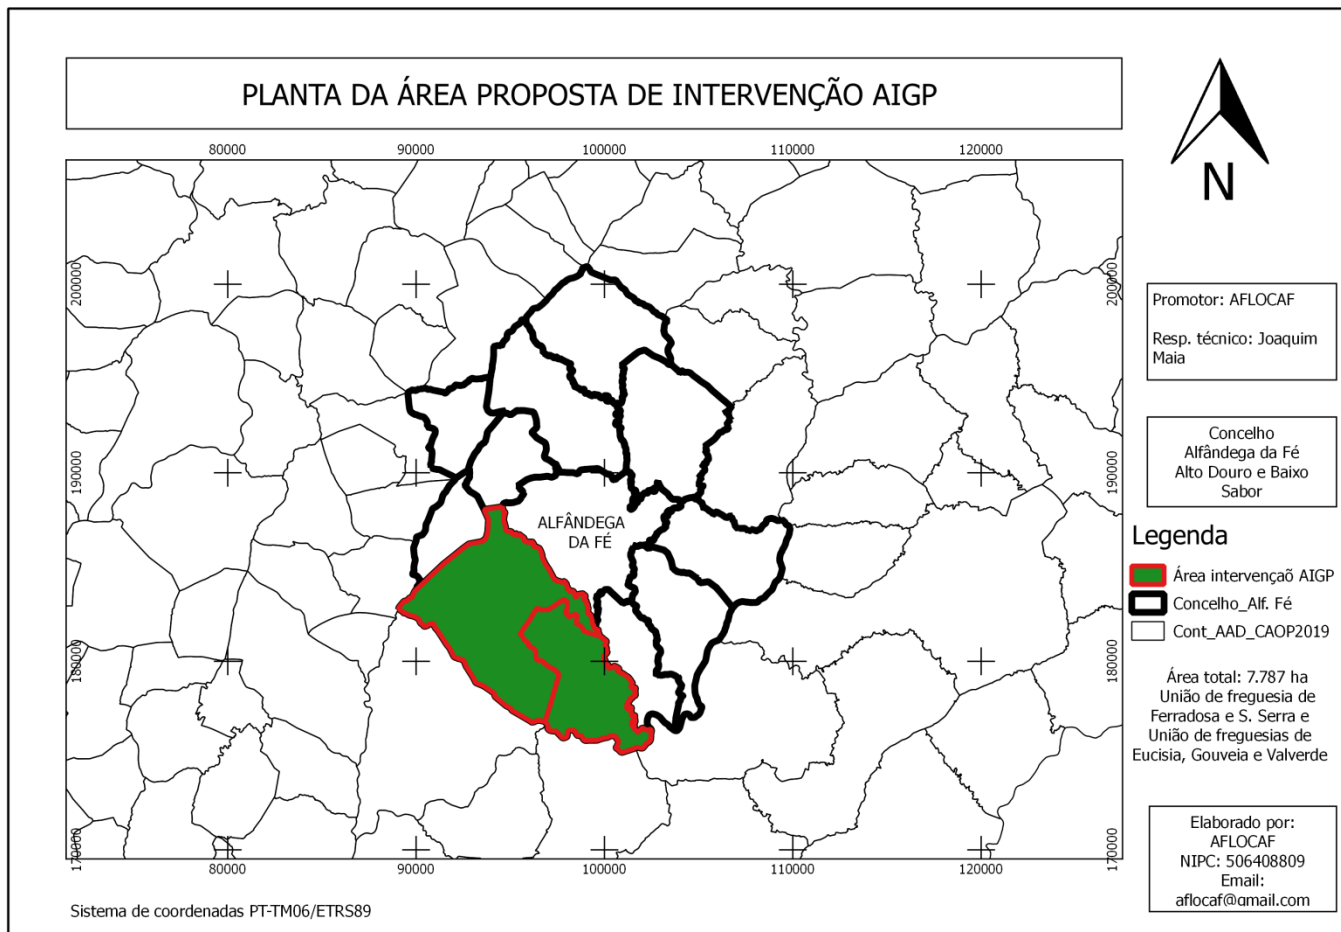 PLANTA DA ÁREA PROPOSTA DE INTERVENÇÃO AIGP
N
80000
90000
100000
110000
120000
200000
200000
190000
190000
180000
180000
170000
170000
80000
90000
100000
110000
120000
ALFÂNDEGA
DA FÉ
Sistema de coordenadas PT-TM06/ETRS89
Promotor: AFLOCAF
Resp. técnico: Joaquim
Maia
Concelho
Alfândega da Fé
Alto Douro e Baixo
Sabor
Legenda
Área intervençaõ AIGP
Concelho_Alf. Fé
Cont_AAD_CAOP2019
Área total: 7.787 ha
União de freguesia de
Ferradosa e S. Serra e
União de freguesias de
Eucisia, Gouveia e Valverde
Elaborado por:
AFLOCAF
NIPC: 506408809
Email:
aflocaf@gmail.com